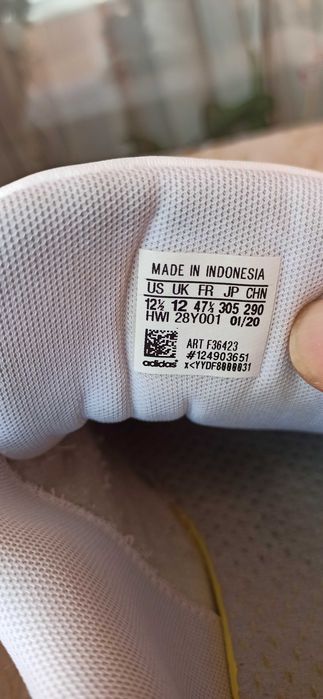 MADE IN INDONESIA
US UK FR JP CHN
12½ 12 47⅓ 305 290
HWI 28Y001 01/20
ART F36423
#124903651
adidas x<YYDF8000031